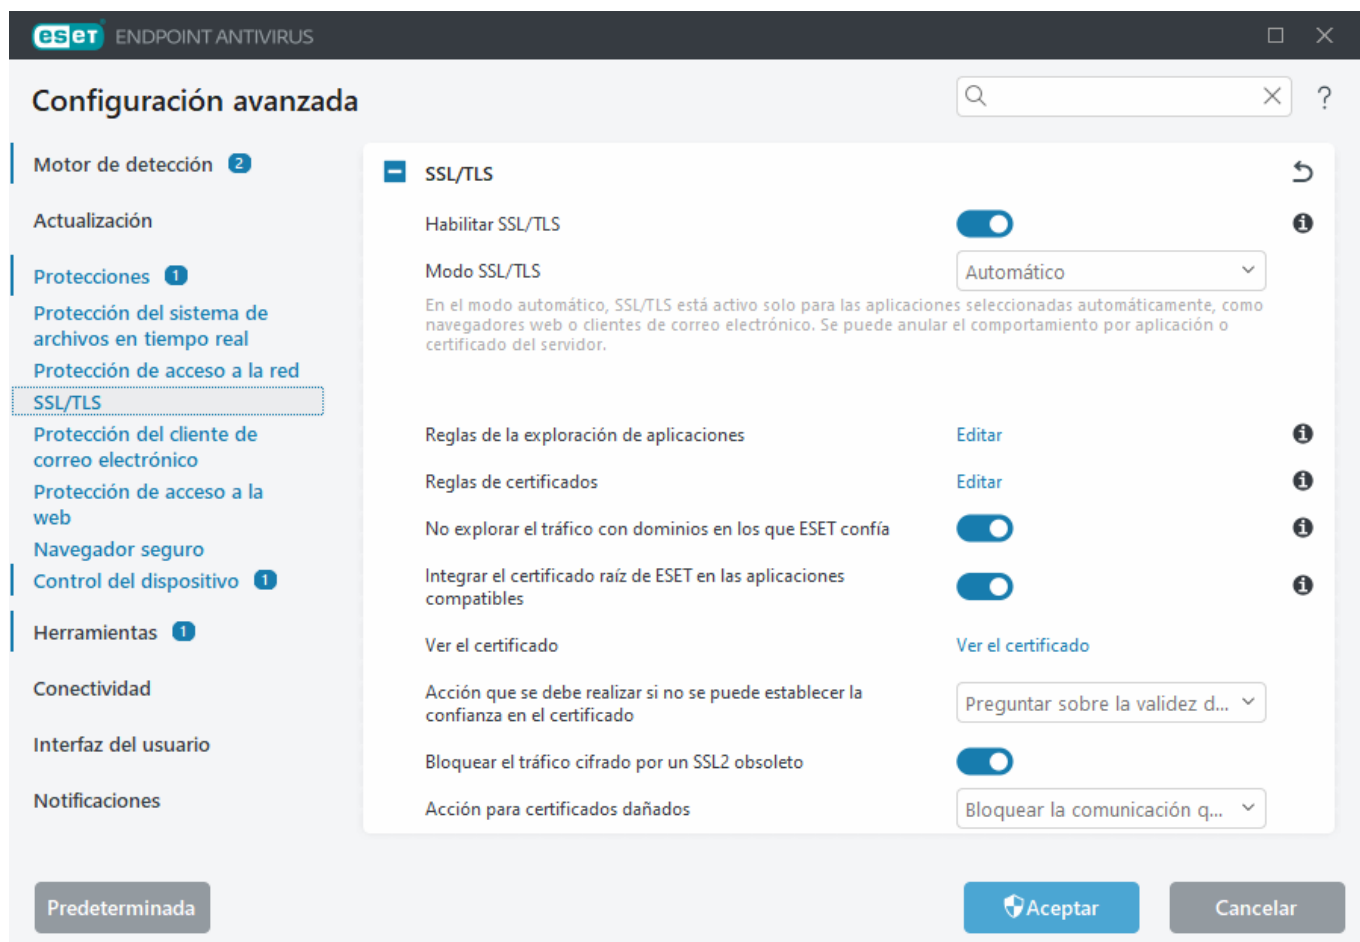 eset ENDPOINT ANTIVIRUS
Configuración avanzada
?
Motor de detección 2
Actualización
Protecciones 1
Protección del sistema de
archivos en tiempo real
Protección de acceso a la red
SSL/TLS
Protección del cliente de
correo electrónico
Protección de acceso a la
web
Navegador seguro
Control del dispositivo 1
Herramientas 1
Conectividad
Interfaz del usuario
Notificaciones
SSL/TLS
Habilitar SSL/TLS
Modo SSL/TLS Automático
En el modo automático, SSL/TLS está activo solo para las aplicaciones seleccionadas automáticamente, como
navegadores web o clientes de correo electrónico. Se puede anular el comportamiento por aplicación o
certificado del servidor.
Reglas de la exploración de aplicaciones Editar
Reglas de certificados Editar
No explorar el tráfico con dominios en los que ESET confía
Integrar el certificado raíz de ESET en las aplicaciones
compatibles
Ver el certificado Ver el certificado
Acción que se debe realizar si no se puede establecer la
confianza en el certificado Preguntar sobre la validez d...
Bloquear el tráfico cifrado por un SSL2 obsoleto
Acción para certificados dañados Bloquear la comunicación q...
Predeterminada Aceptar Cancelar